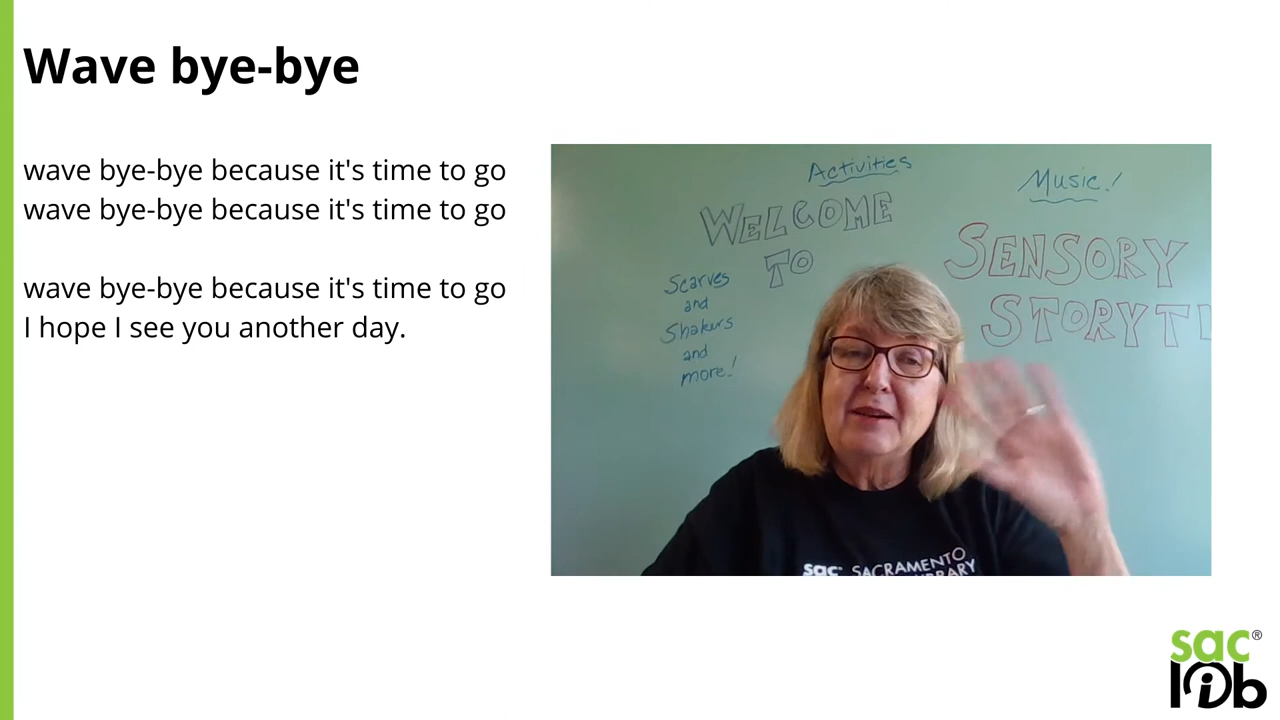 Wave bye-bye
wave bye-bye because it's time to go
wave bye-bye because it's time to go
wave bye-bye because it's time to go
I hope I see you another day.
Activities
Music!
WELCOME
TO
SENSORY
STORYTI
Scarves
and
Shakers
and
more!
sac SACRAMENTO
sac®
lib